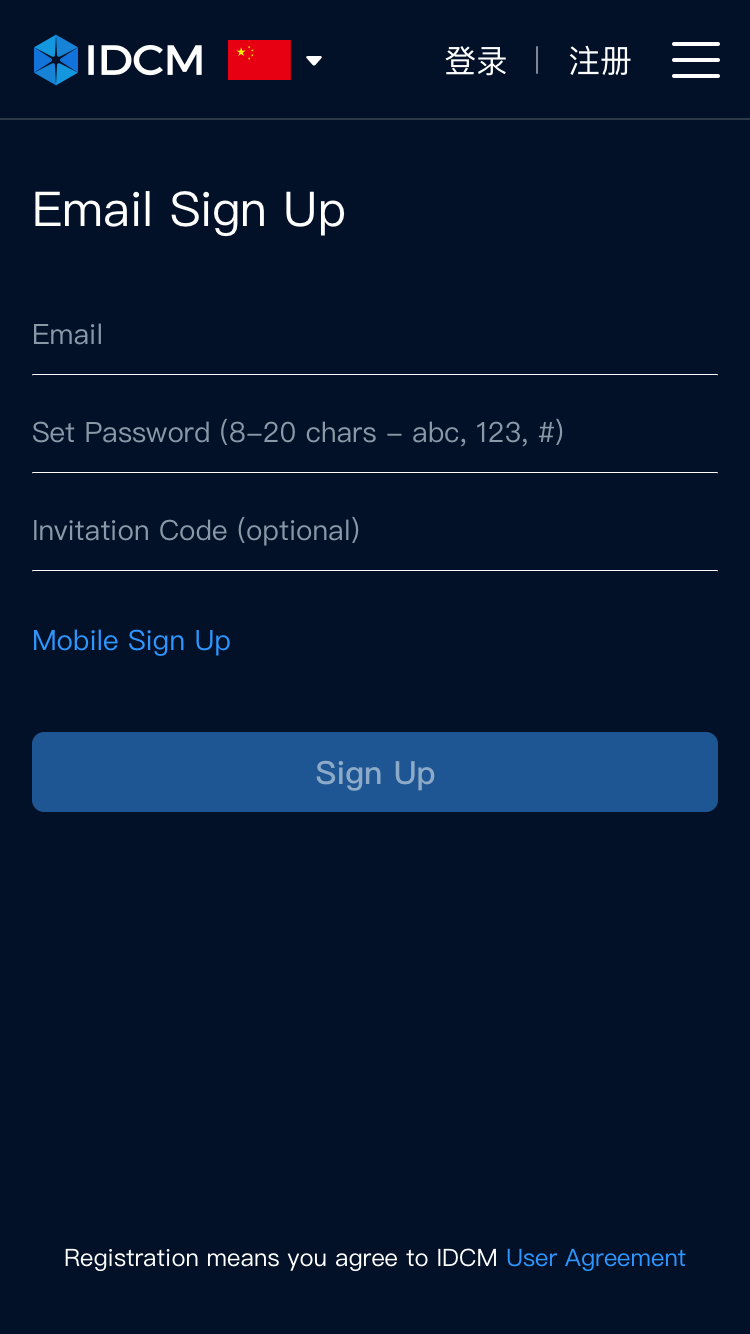 IDCM 登录 注册
Email Sign Up
Email
Set Password (8–20 chars – abc, 123, #)
Invitation Code (optional)
Mobile Sign Up
Sign Up
Registration means you agree to IDCM User Agreement